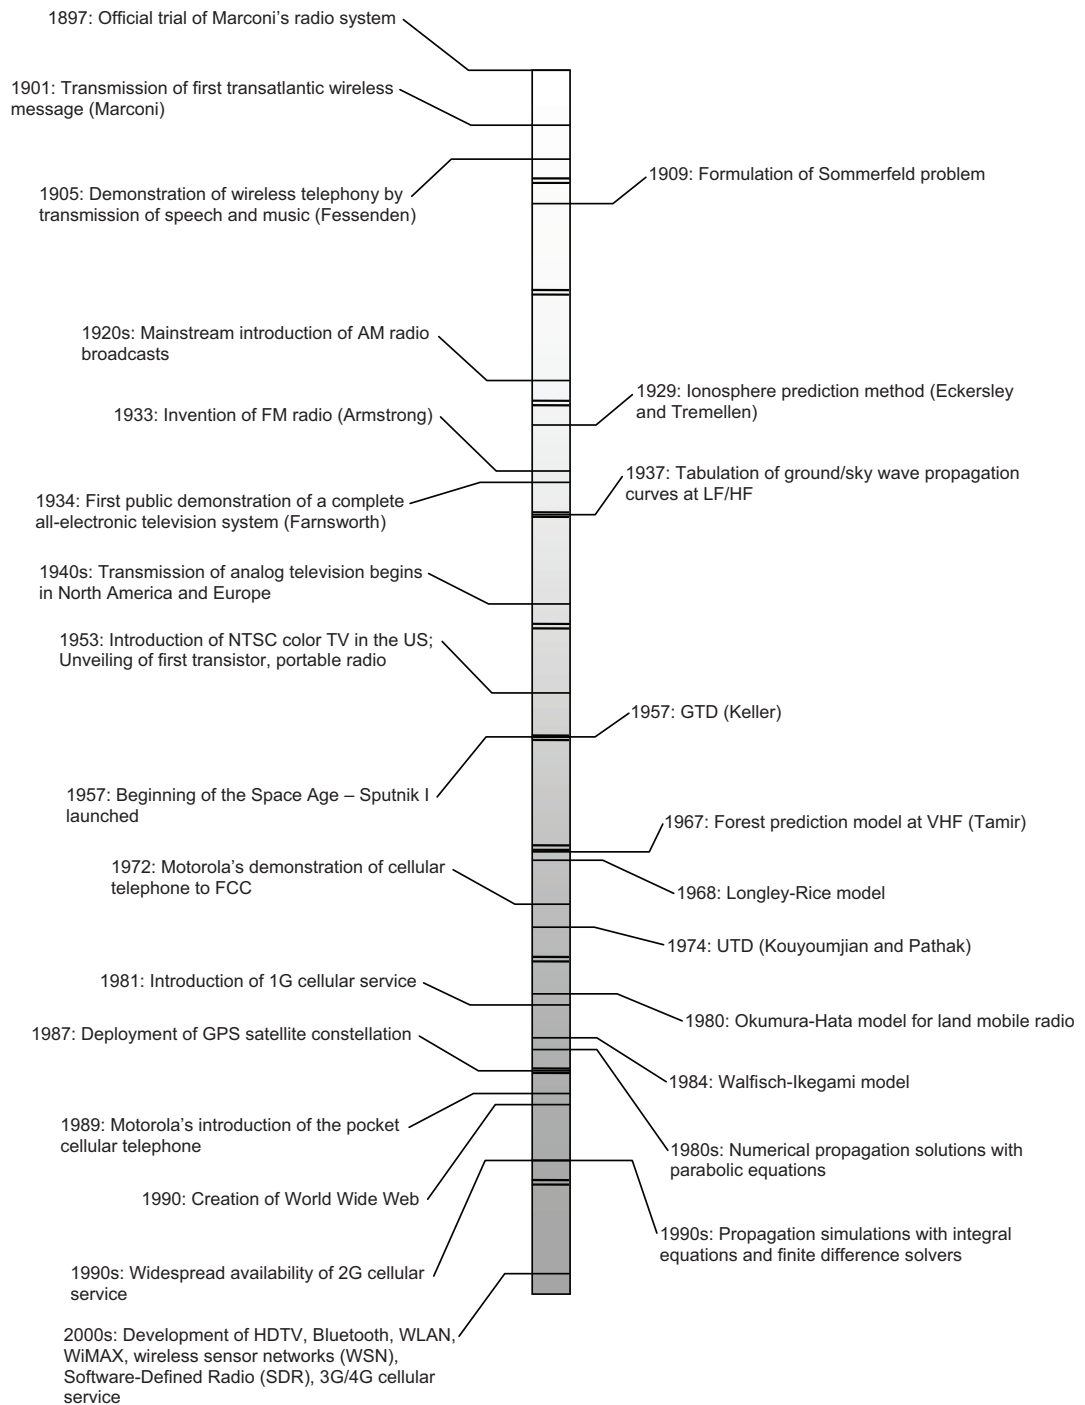 1897: Official trial of Marconi’s radio system
1901: Transmission of first transatlantic wireless
message (Marconi)
1905: Demonstration of wireless telephony by
transmission of speech and music (Fessenden)
1909: Formulation of Sommerfeld problem
1920s: Mainstream introduction of AM radio
broadcasts
1929: Ionosphere prediction method (Eckersley
and Tremellen)
1933: Invention of FM radio (Armstrong)
1937: Tabulation of ground/sky wave propagation
curves at LF/HF
1934: First public demonstration of a complete
all-electronic television system (Farnsworth)
1940s: Transmission of analog television begins
in North America and Europe
1953: Introduction of NTSC color TV in the US;
Unveiling of first transistor, portable radio
1957: GTD (Keller)
1957: Beginning of the Space Age – Sputnik I
launched
1967: Forest prediction model at VHF (Tamir)
1972: Motorola’s demonstration of cellular
telephone to FCC
1968: Longley-Rice model
1974: UTD (Kouyoumjian and Pathak)
1981: Introduction of 1G cellular service
1980: Okumura-Hata model for land mobile radio
1987: Deployment of GPS satellite constellation
1984: Walfisch-Ikegami model
1989: Motorola’s introduction of the pocket
cellular telephone
1980s: Numerical propagation solutions with
parabolic equations
1990: Creation of World Wide Web
1990s: Propagation simulations with integral
equations and finite difference solvers
1990s: Widespread availability of 2G cellular
service
2000s: Development of HDTV, Bluetooth, WLAN,
WiMAX, wireless sensor networks (WSN),
Software-Defined Radio (SDR), 3G/4G cellular
service